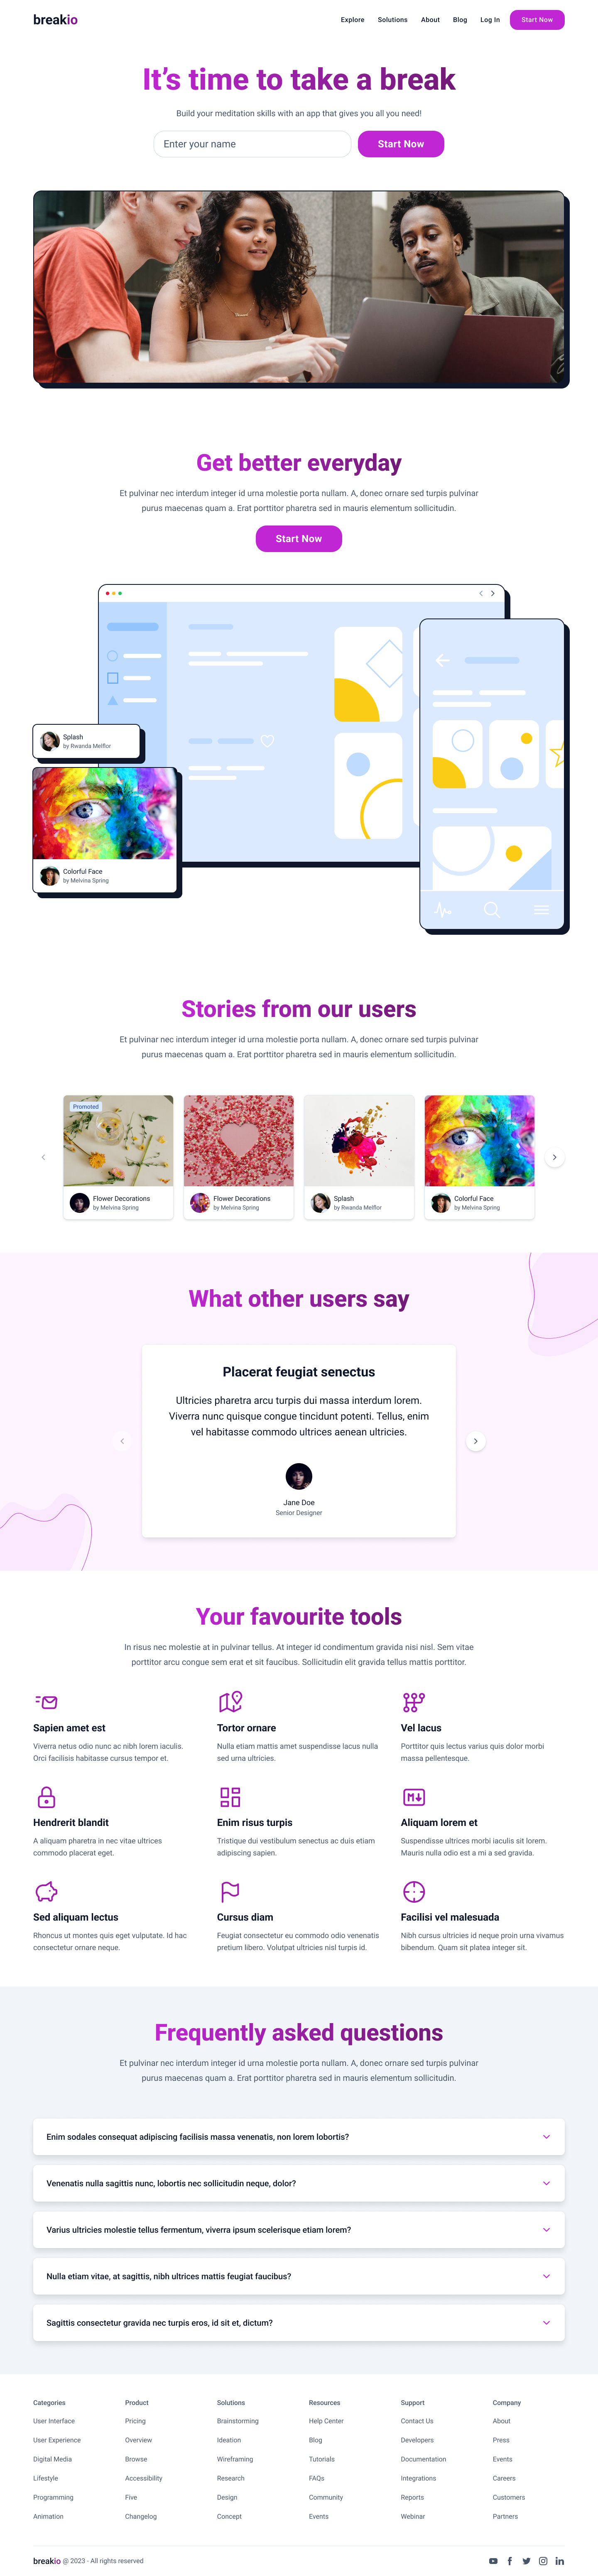 breakio
Explore Solutions About Blog Log In Start Now
It’s time to take a break
Build your meditation skills with an app that gives you all you need!
Enter your name Start Now
Get better everyday
Et pulvinar nec interdum integer id urna molestie porta nullam. A, donec ornare sed turpis pulvinar
purus maecenas quam a. Erat porttitor pharetra sed in mauris elementum sollicitudin.
Start Now
Splash
by Rwanda Melflor
Colorful Face
by Melvina Spring
Stories from our users
Et pulvinar nec interdum integer id urna molestie porta nullam. A, donec ornare sed turpis pulvinar
purus maecenas quam a. Erat porttitor pharetra sed in mauris elementum sollicitudin.
Promoted
Flower Decorations
by Melvina Spring
Flower Decorations
by Melvina Spring
Splash
by Rwanda Melflor
Colorful Face
by Melvina Spring
What other users say
Placerat feugiat senectus
Ultricies pharetra arcu turpis dui massa interdum lorem.
Viverra nunc quisque congue tincidunt potenti. Tellus, enim
vel habitasse commodo ultrices aenean ultricies.
Jane Doe
Senior Designer
Your favourite tools
In risus nec molestie at in pulvinar tellus. At integer id condimentum gravida nisi nisl. Sem vitae
porttitor arcu congue sem erat et sit faucibus. Sollicitudin elit gravida tellus mattis porttitor.
Sapien amet est
Viverra netus odio nunc ac nibh lorem iaculis.
Orci facilisis habitasse cursus tempor et.
Tortor ornare
Nulla etiam mattis amet suspendisse lacus nulla
sed urna ultricies.
Vel lacus
Porttitor quis lectus varius quis dolor morbi
massa pellentesque.
Hendrerit blandit
A aliquam pharetra in nec vitae ultrices
commodo placerat eget.
Enim risus turpis
Tristique dui vestibulum senectus ac duis etiam
adipiscing sapien.
M
Aliquam lorem et
Suspendisse ultrices morbi iaculis sit lorem.
Mauris nulla odio est a mi a sed gravida.
Sed aliquam lectus
Rhoncus ut montes quis eget vulputate. Id hac
consectetur ornare neque.
Cursus diam
Feugiat consectetur eu commodo odio venenatis
pretium libero. Volutpat ultricies nisl turpis id.
Facilisi vel malesuada
Nibh cursus ultricies id neque proin urna vivamus
bibendum. Quam sit platea integer sit.
Frequently asked questions
Et pulvinar nec interdum integer id urna molestie porta nullam. A, donec ornare sed turpis pulvinar
purus maecenas quam a. Erat porttitor pharetra sed in mauris elementum sollicitudin.
Enim sodales consequat adipiscing facilisis massa venenatis, non lorem lobortis?
Venenatis nulla sagittis nunc, lobortis nec sollicitudin neque, dolor?
Varius ultricies molestie tellus fermentum, viverra ipsum scelerisque etiam lorem?
Nulla etiam vitae, at sagittis, nibh ultrices mattis feugiat faucibus?
Sagittis consectetur gravida nec turpis eros, id sit et, dictum?
Categories
User Interface
User Experience
Digital Media
Lifestyle
Programming
Animation
Product
Pricing
Overview
Browse
Accessibility
Five
Changelog
Solutions
Brainstorming
Ideation
Wireframing
Research
Design
Concept
Resources
Help Center
Blog
Tutorials
FAQs
Community
Events
Support
Contact Us
Developers
Documentation
Integrations
Reports
Webinar
Company
About
Press
Events
Careers
Customers
Partners
breakio @ 2023 - All rights reserved